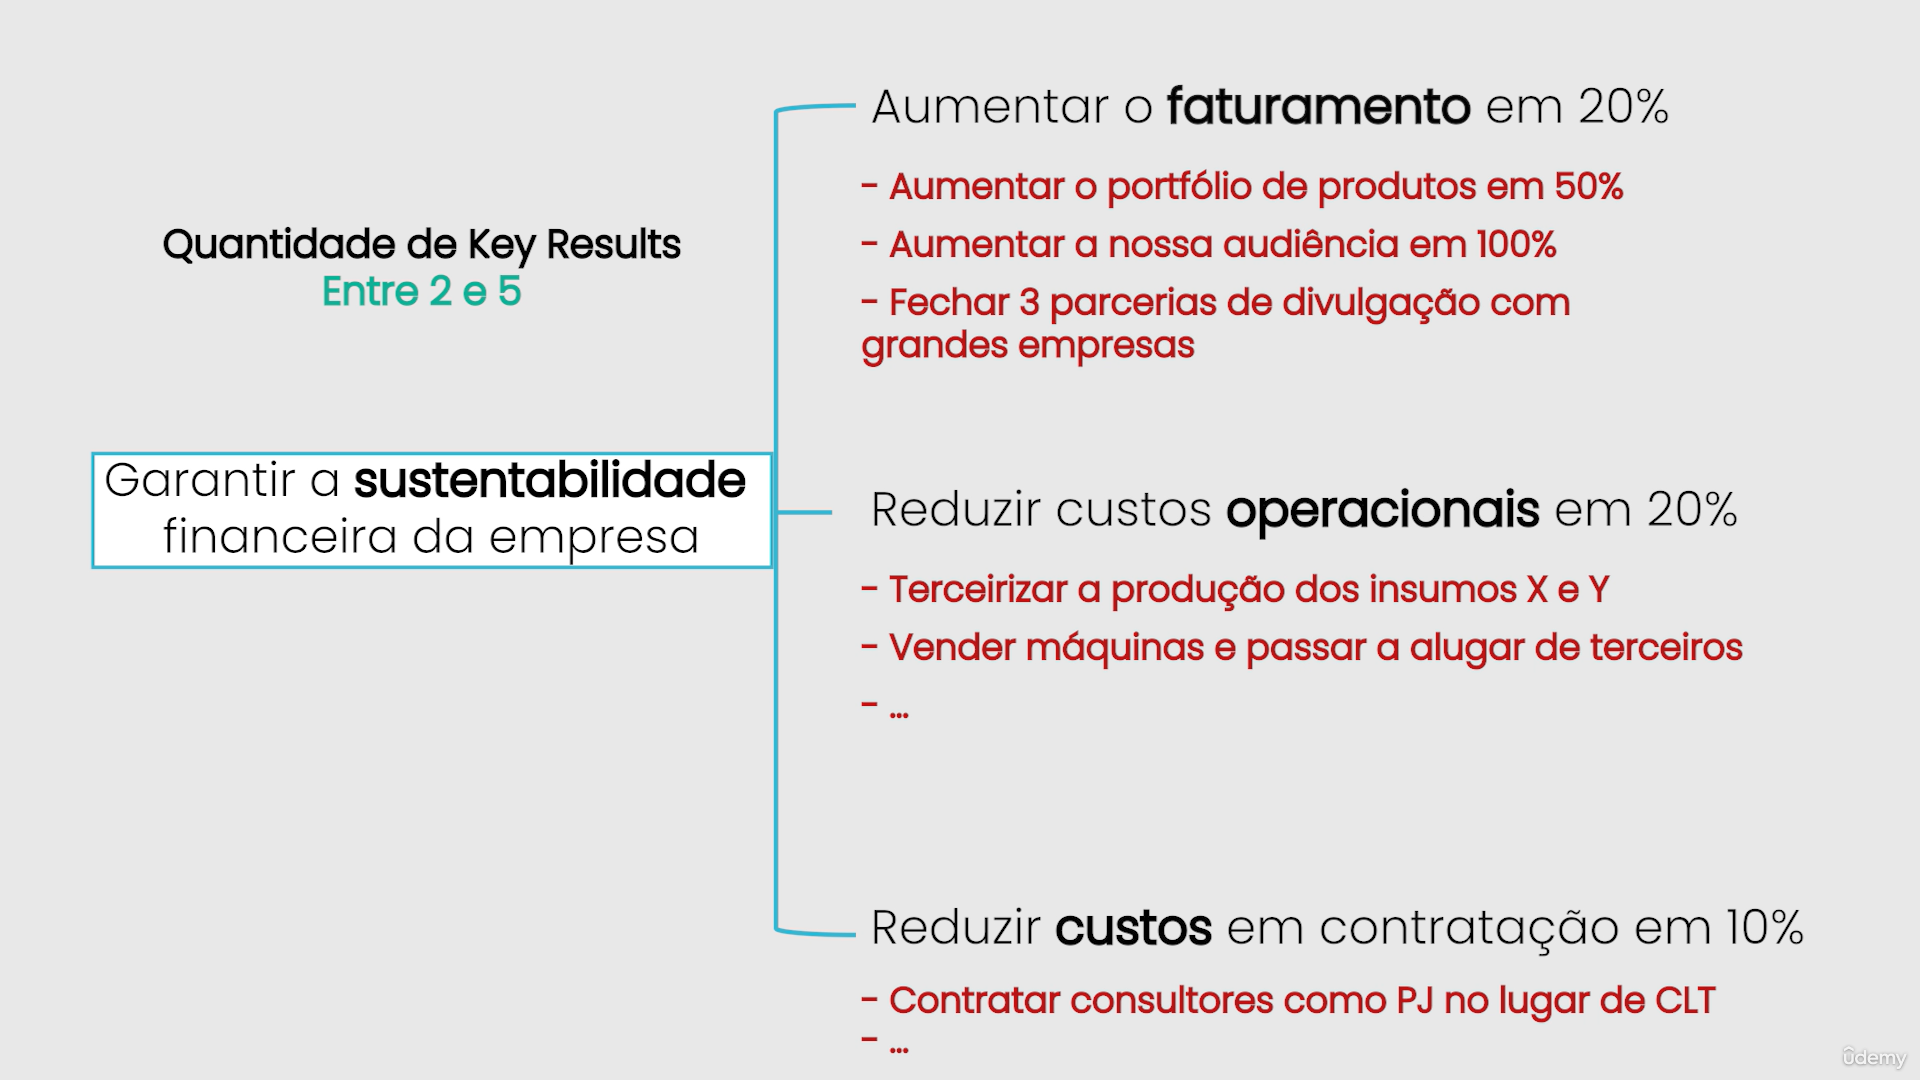 Quantidade de Key Results
Entre 2 e 5
Garantir a sustentabilidade
financeira da empresa
Aumentar o faturamento em 20%
- Aumentar o portfólio de produtos em 50%
- Aumentar a nossa audiência em 100%
- Fechar 3 parcerias de divulgação com
grandes empresas
Reduzir custos operacionais em 20%
- Terceirizar a produção dos insumos X e Y
- Vender máquinas e passar a alugar de terceiros
- ...
Reduzir custos em contratação em 10%
- Contratar consultores como PJ no lugar de CLT
- ...
ûdemy